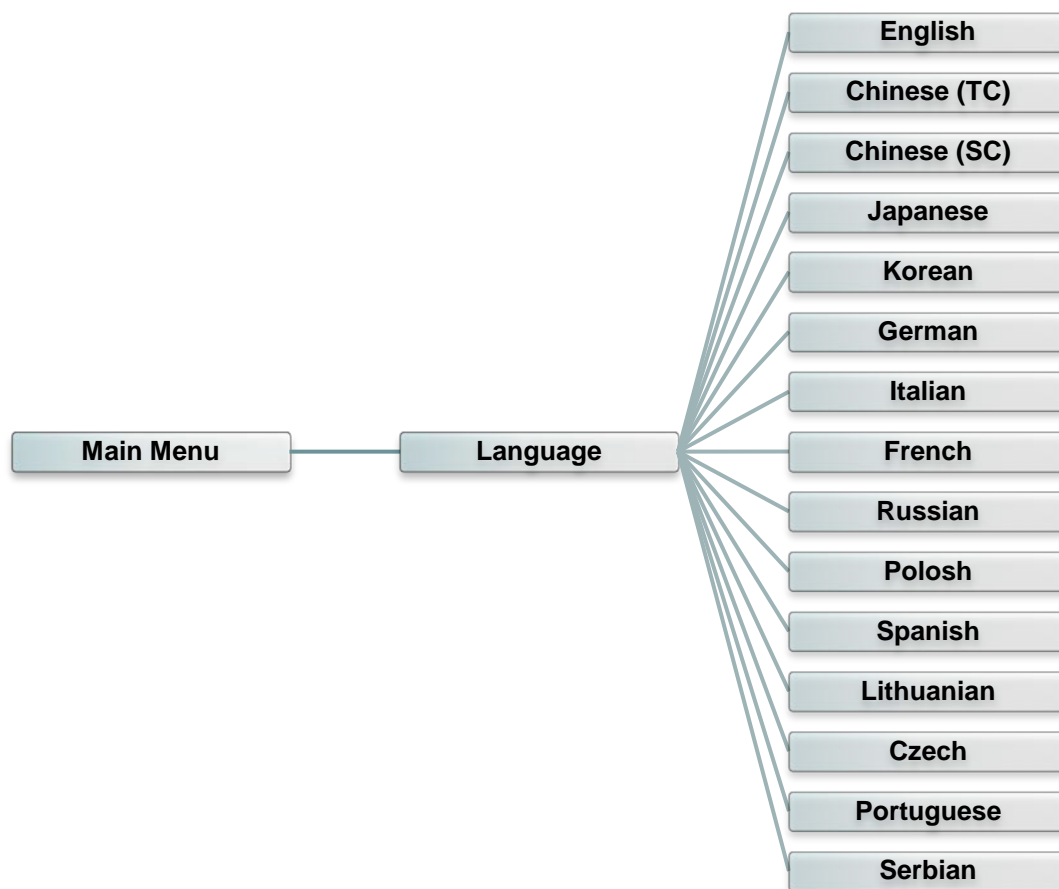 Main Menu
Language
English
Chinese (TC)
Chinese (SC)
Japanese
Korean
German
Italian
French
Russian
Polosh
Spanish
Lithuanian
Czech
Portuguese
Serbian